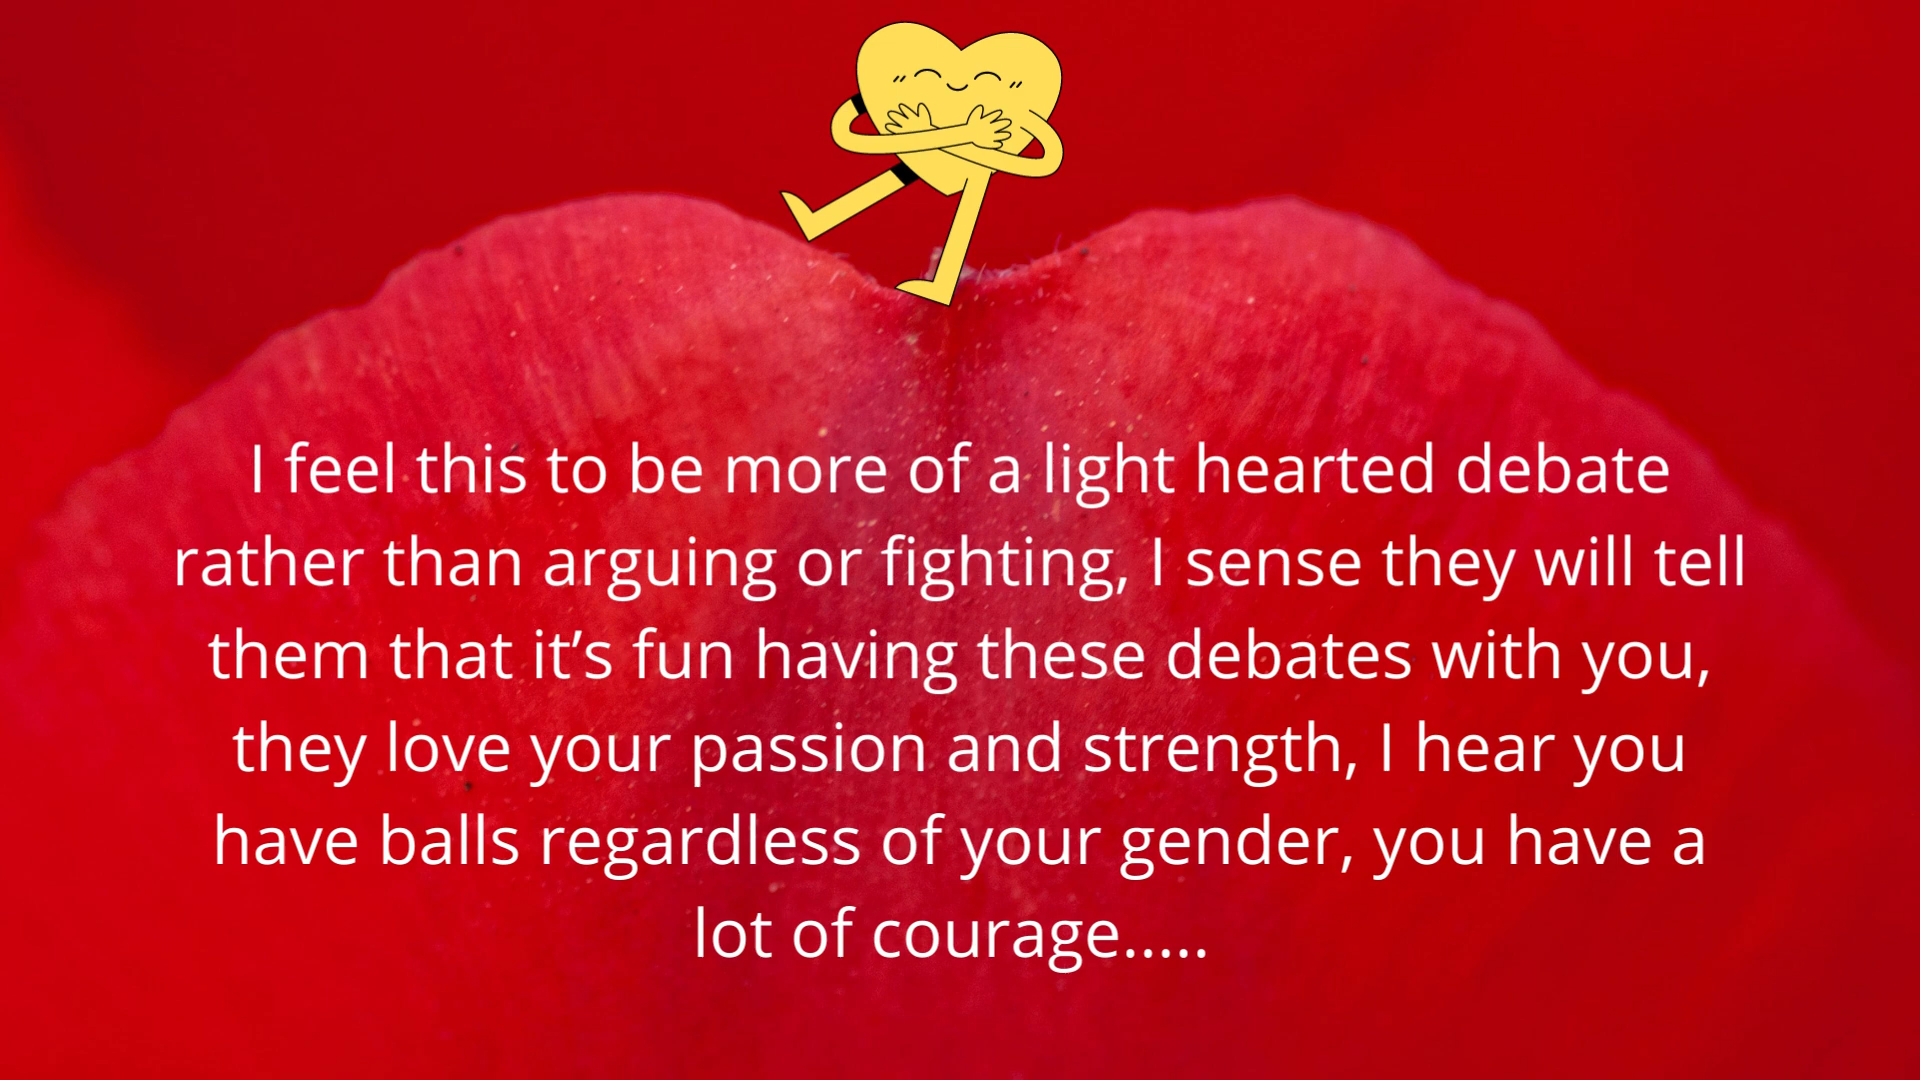 I feel this to be more of a light hearted debate
rather than arguing or fighting, I sense they will tell
them that it’s fun having these debates with you,
they love your passion and strength, I hear you
have balls regardless of your gender, you have a
lot of courage.....